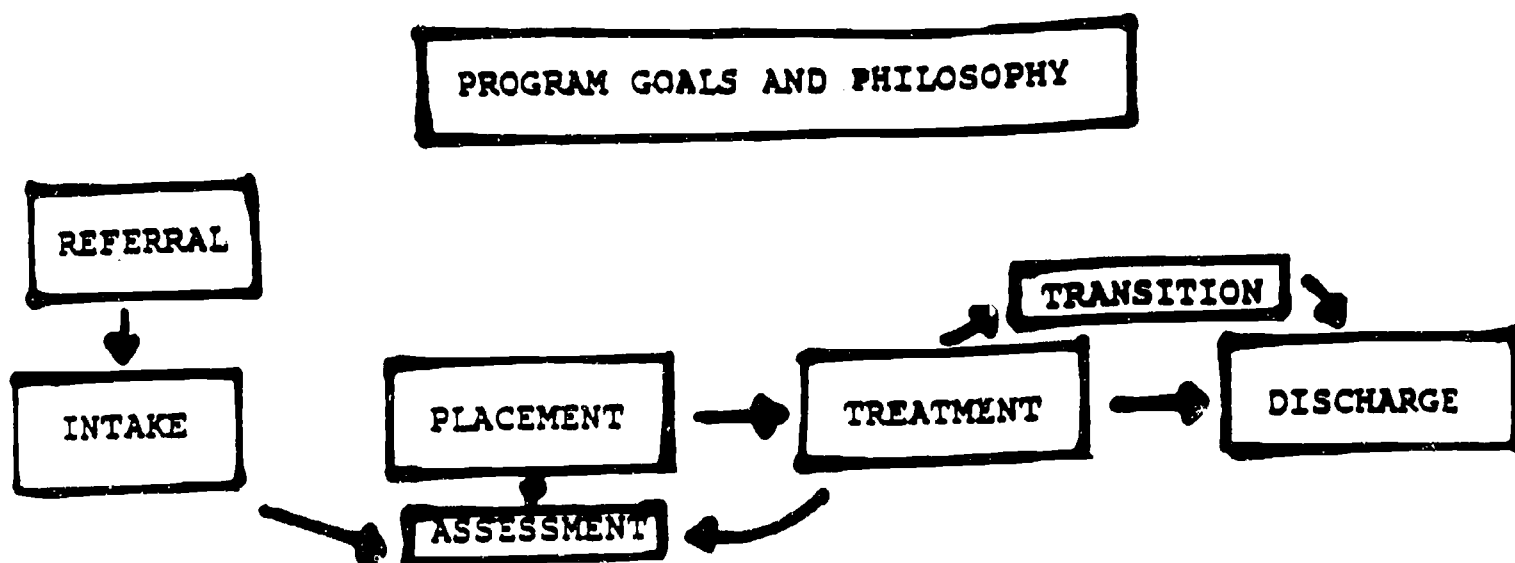 PROGRAM GOALS AND PHILOSOPHY
REFERRAL
TRANSITION
INTAKE
PLACEMENT
TREATMENT
DISCHARGE
ASSESSMENT